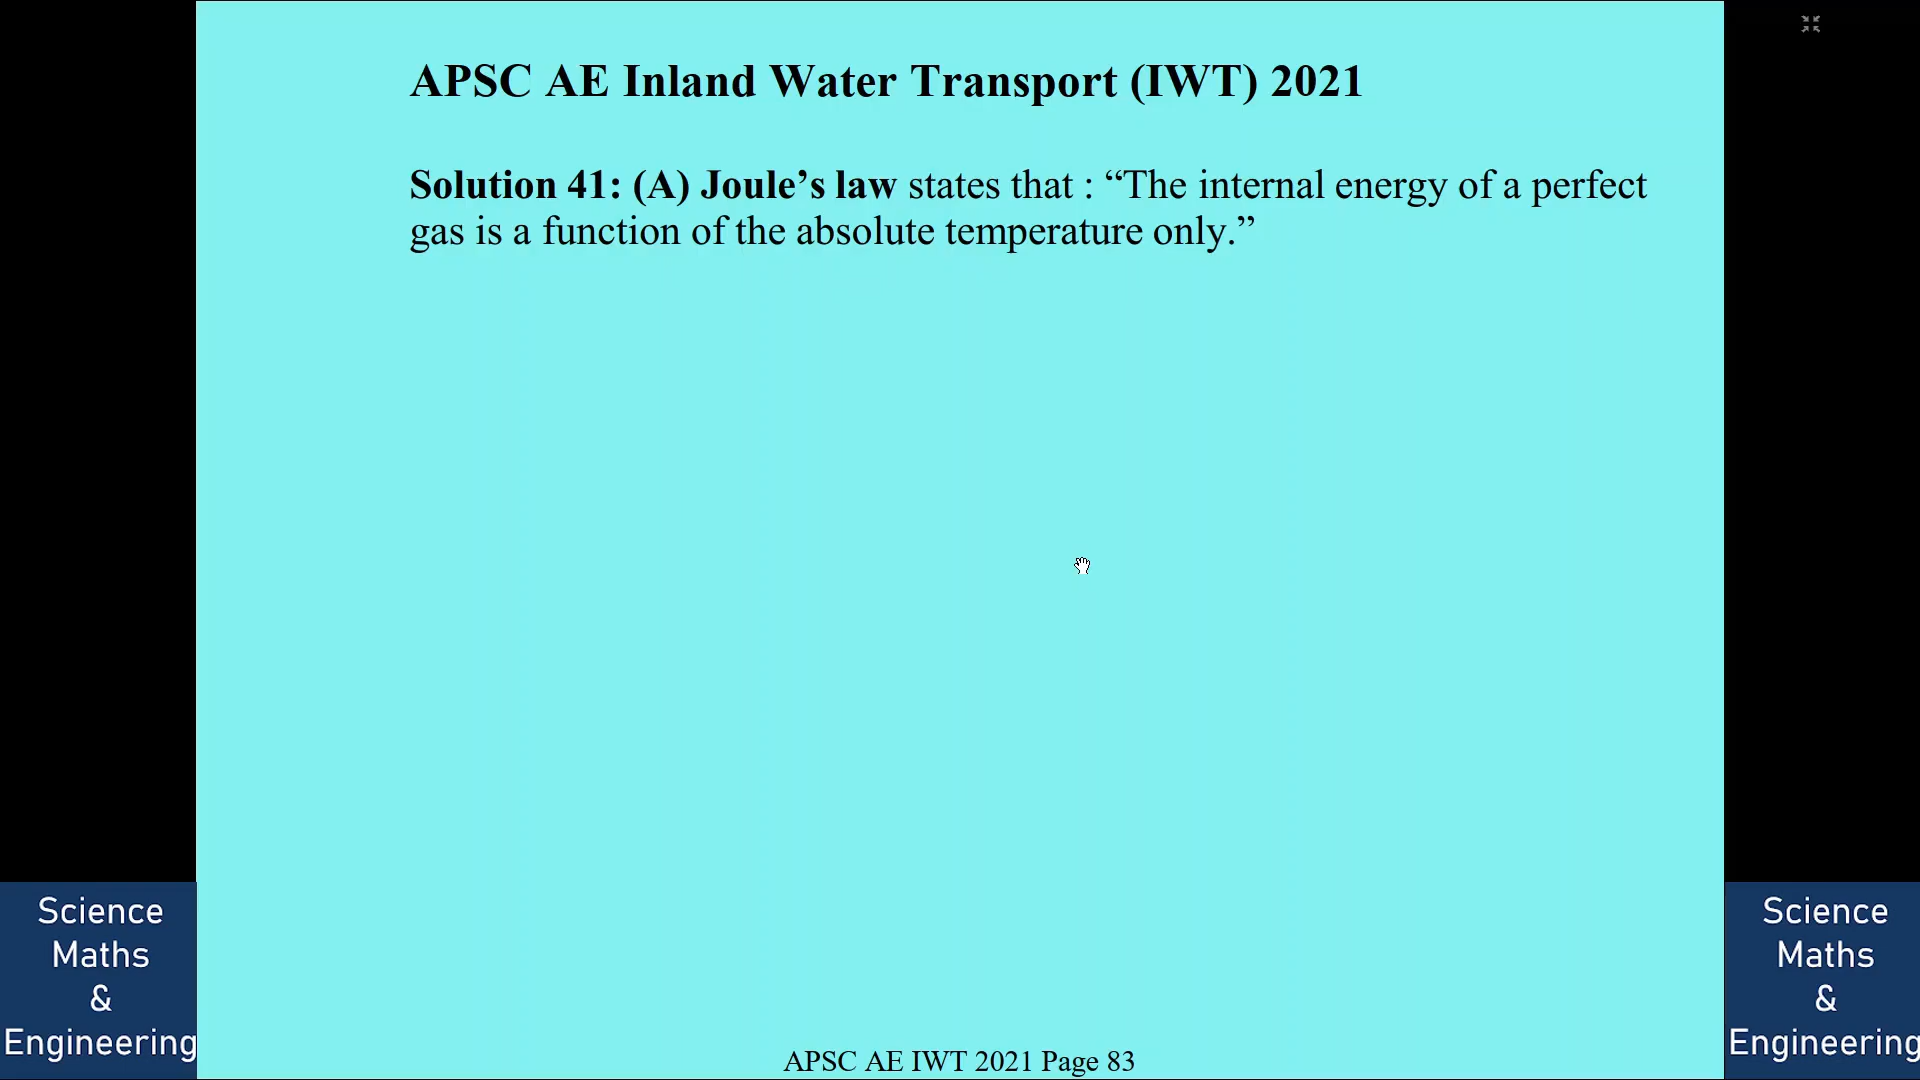 APSC AE Inland Water Transport (IWT) 2021
Solution 41: (A) Joule’s law states that : “The internal energy of a perfect
gas is a function of the absolute temperature only.”
Science
Maths
&
Engineering
Science
Maths
&
Engineering
APSC AE IWT 2021 Page 83